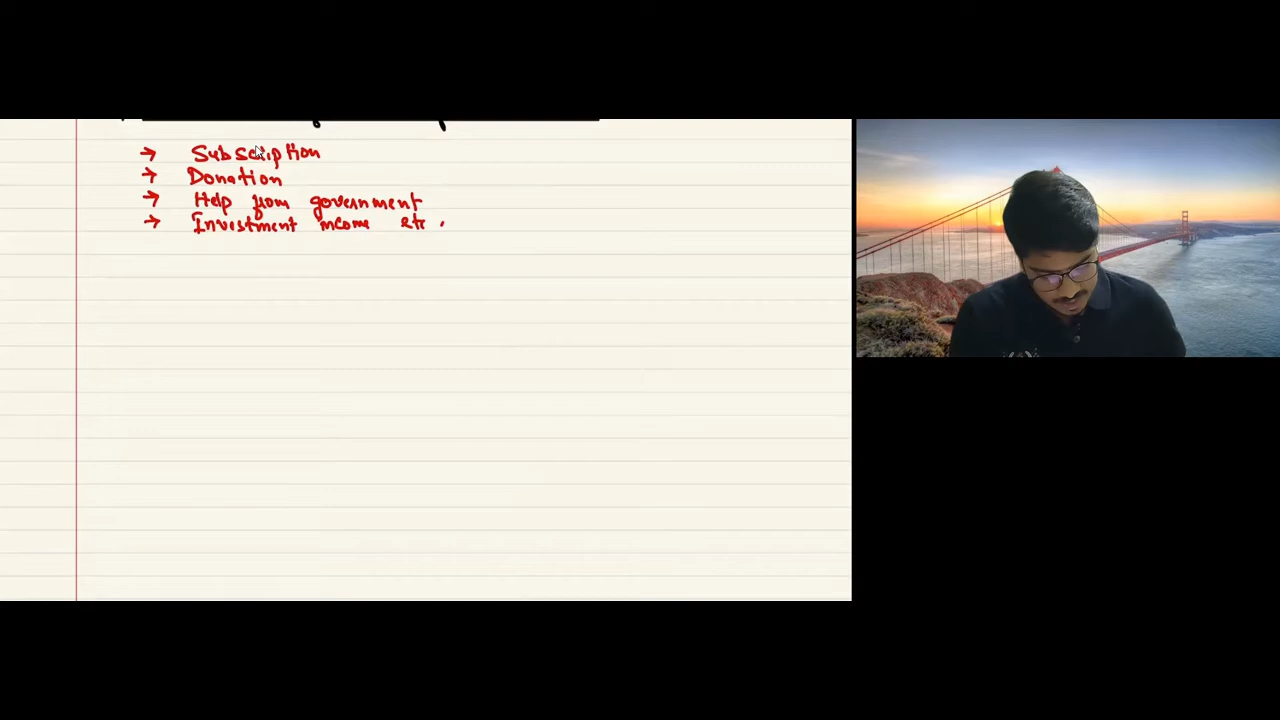 → Subscription
→ Donation
→ Help from government
→ Investment income etc.